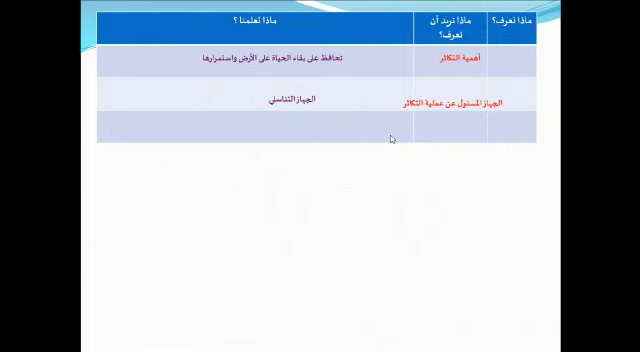 ماذا نعرف؟
ماذا نريد أن
نعرف؟
ماذا تعلمنا ؟
أهمية التكاثر
تحافظ على بقاء الحياة على الأرض واستمرارها
الجهاز المسئول عن عملية التكاثر
الجهاز التناسلي